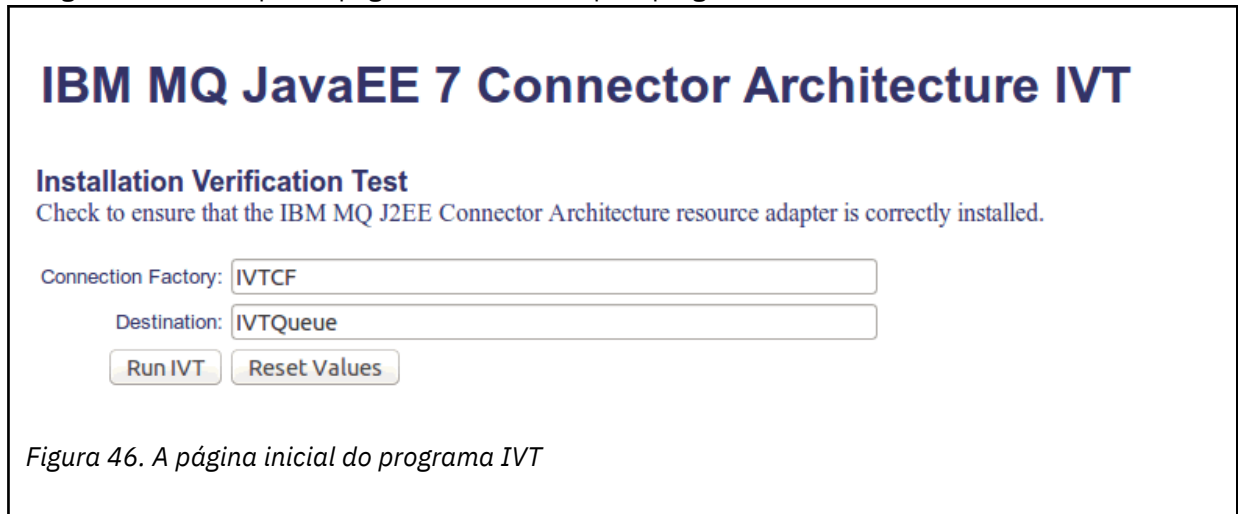 IBM MQ JavaEE 7 Connector Architecture IVT
Installation Verification Test
Check to ensure that the IBM MQ J2EE Connector Architecture resource adapter is correctly installed.
Connection Factory: IVTCF
Destination: IVTQueue
Run IVT Reset Values
Figura 46. A página inicial do programa IVT